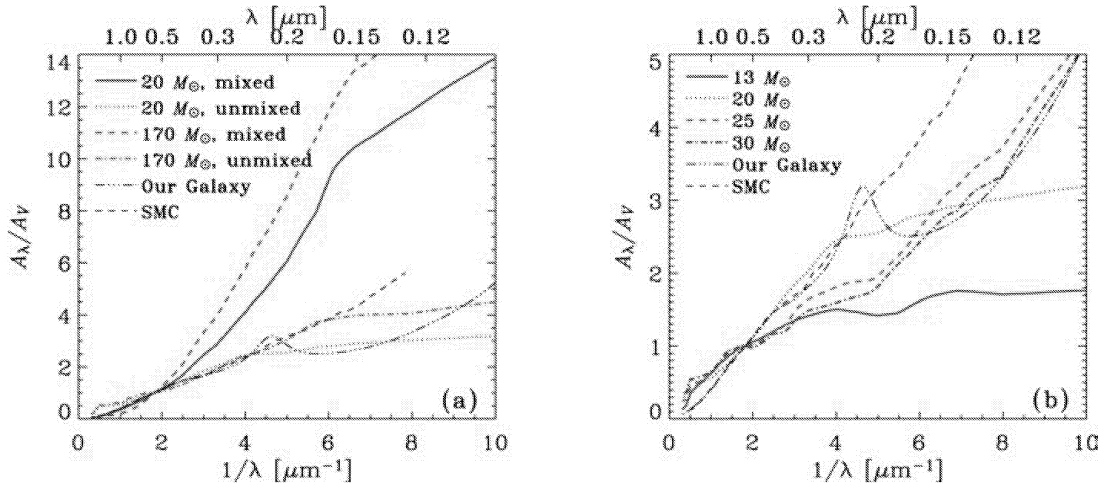 λ [μm]
1.0 0.5 0.3 0.2 0.15 0.12
14
12
10
8
6
4
2
0
Aλ/AV
20 M⊙, mixed
20 M⊙, unmixed
170 M⊙, mixed
170 M⊙, unmixed
Our Galaxy
SMC
(a)
0 2 4 6 8 10
1/λ [μm⁻¹]
λ [μm]
1.0 0.5 0.3 0.2 0.15 0.12
5
4
3
2
1
0
Aλ/AV
13 M⊙
20 M⊙
25 M⊙
30 M⊙
Our Galaxy
SMC
(b)
0 2 4 6 8 10
1/λ [μm⁻¹]